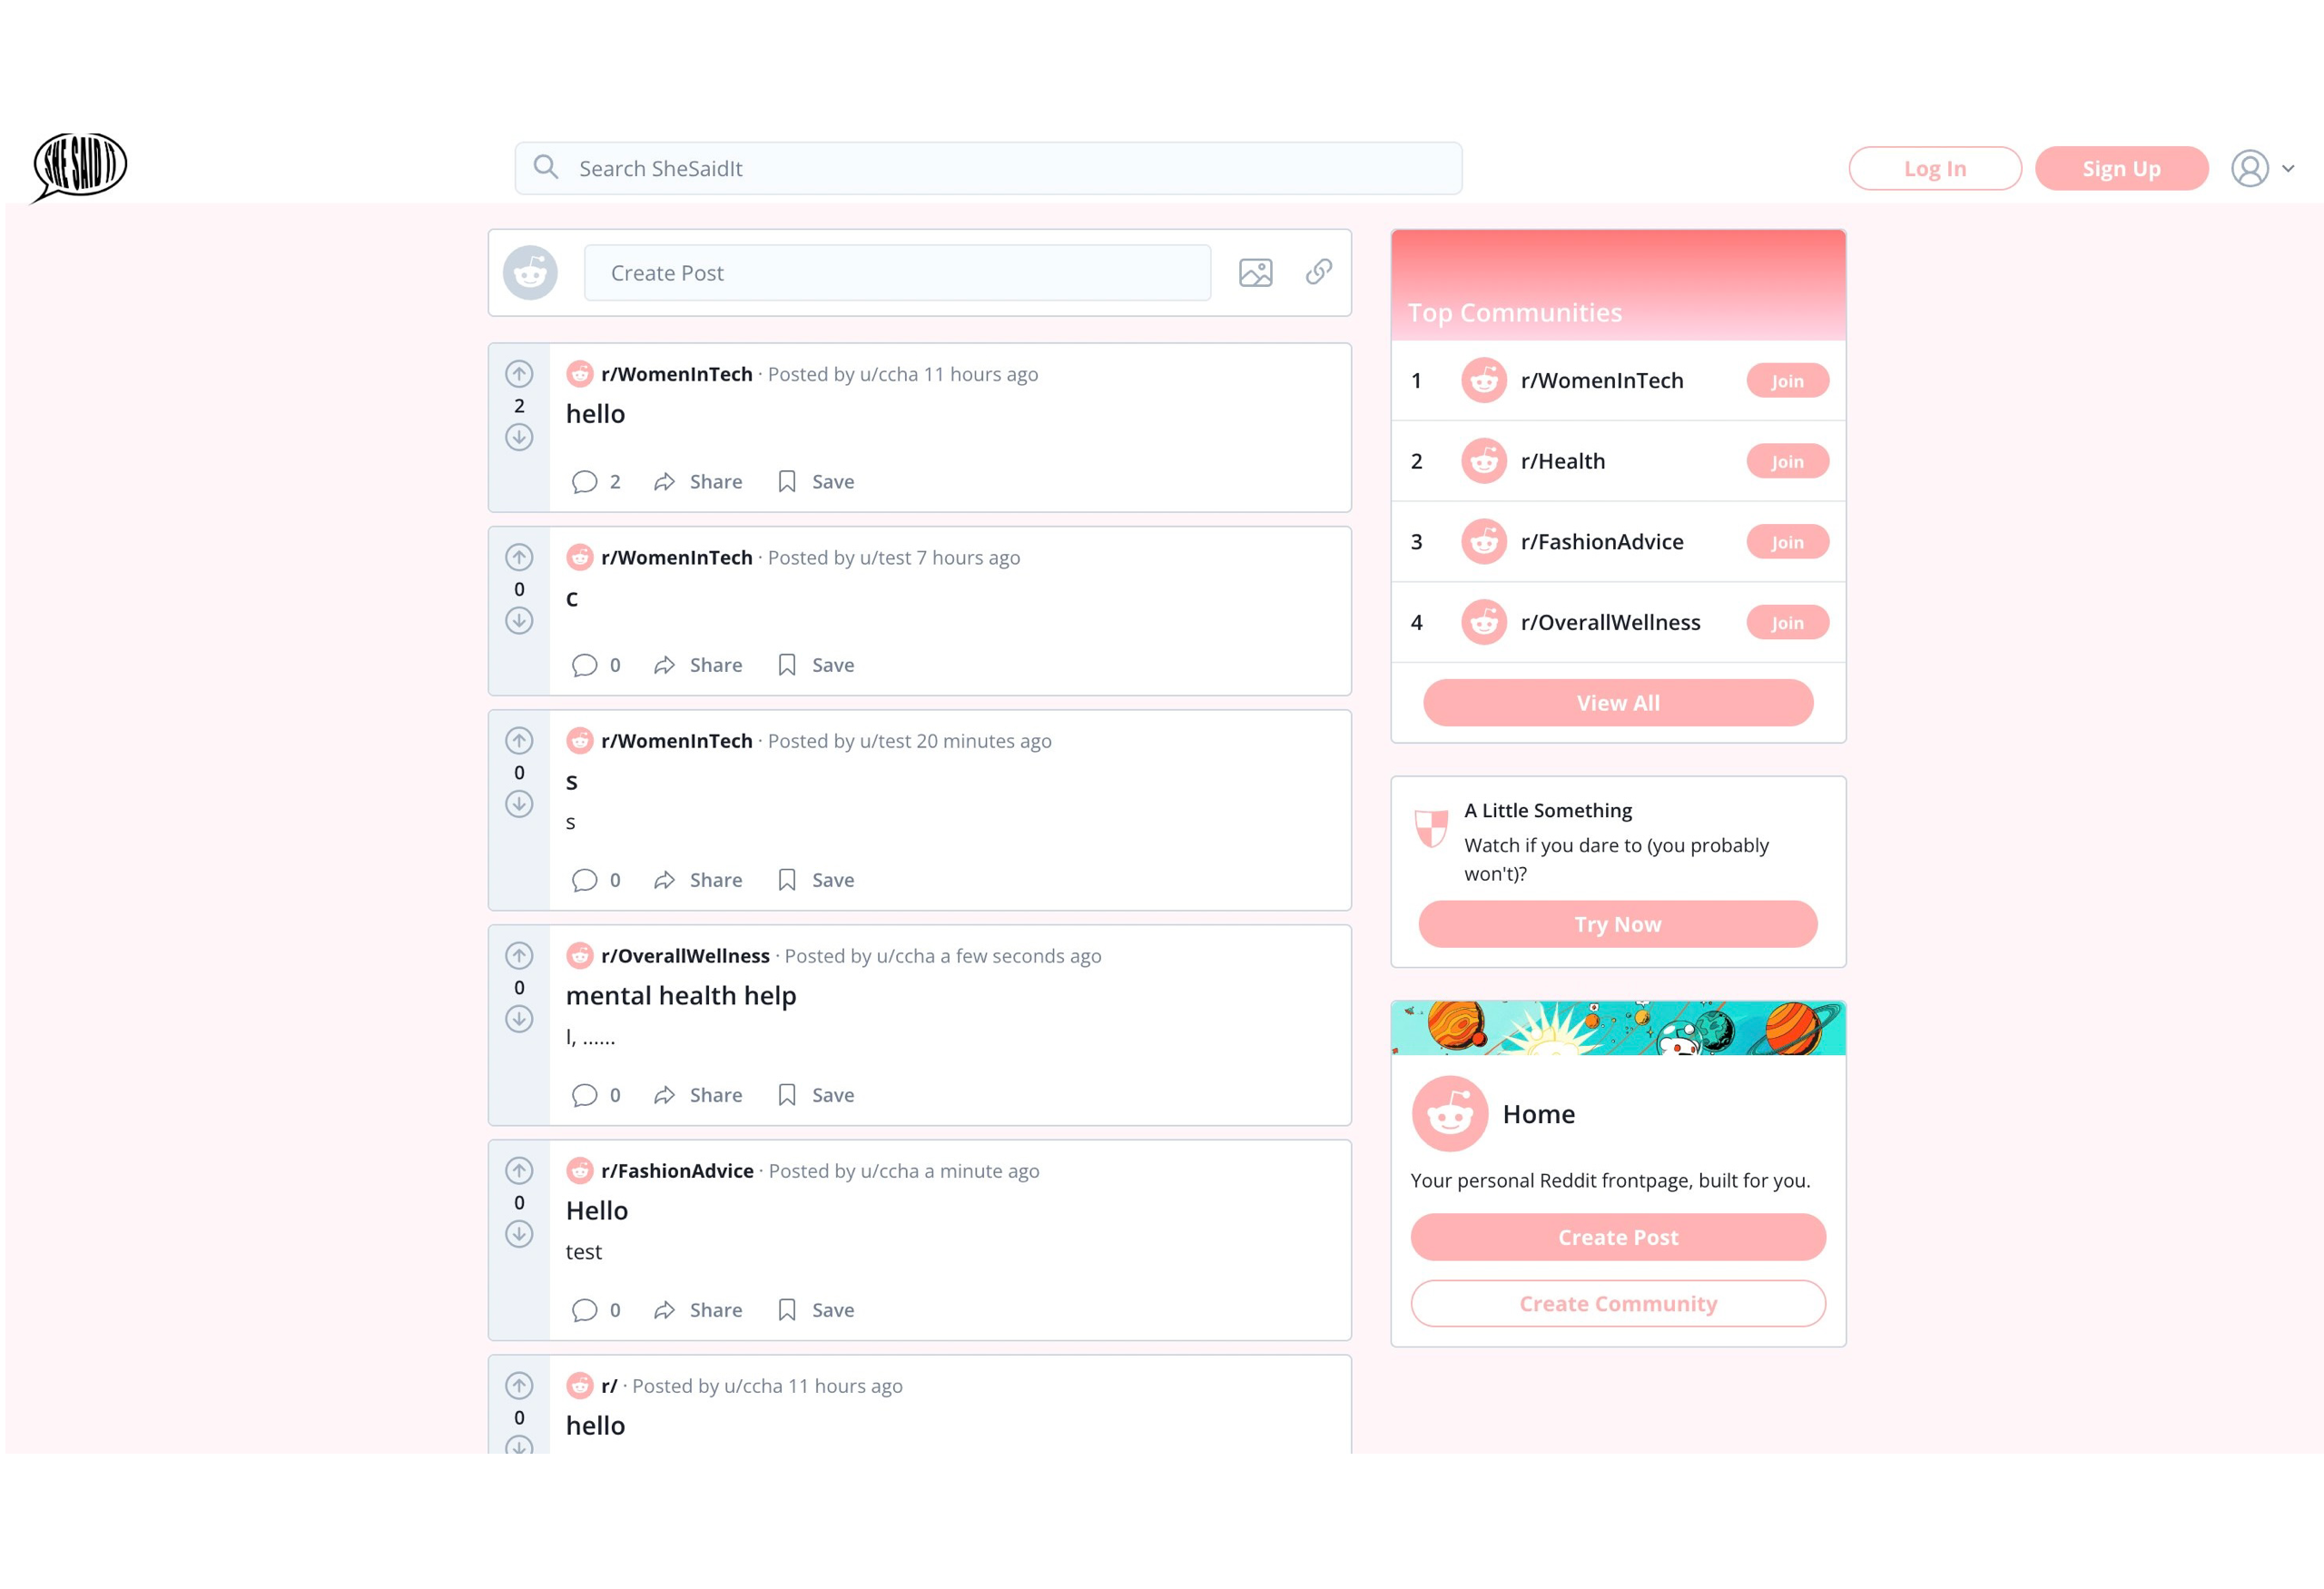 SHE SAID IT
Search SheSaidIt
Log In
Sign Up
Create Post
r/WomenInTech · Posted by u/ccha 11 hours ago
2
hello
2 Share Save
r/WomenInTech · Posted by u/test 7 hours ago
0
c
0 Share Save
r/WomenInTech · Posted by u/test 20 minutes ago
0
s
s
0 Share Save
r/OverallWellness · Posted by u/ccha a few seconds ago
0
mental health help
I, ......
0 Share Save
r/FashionAdvice · Posted by u/ccha a minute ago
0
Hello
test
0 Share Save
r/ · Posted by u/ccha 11 hours ago
0
hello
Top Communities
1 r/WomenInTech Join
2 r/Health Join
3 r/FashionAdvice Join
4 r/OverallWellness Join
View All
A Little Something
Watch if you dare to (you probably
won't)?
Try Now
Home
Your personal Reddit frontpage, built for you.
Create Post
Create Community